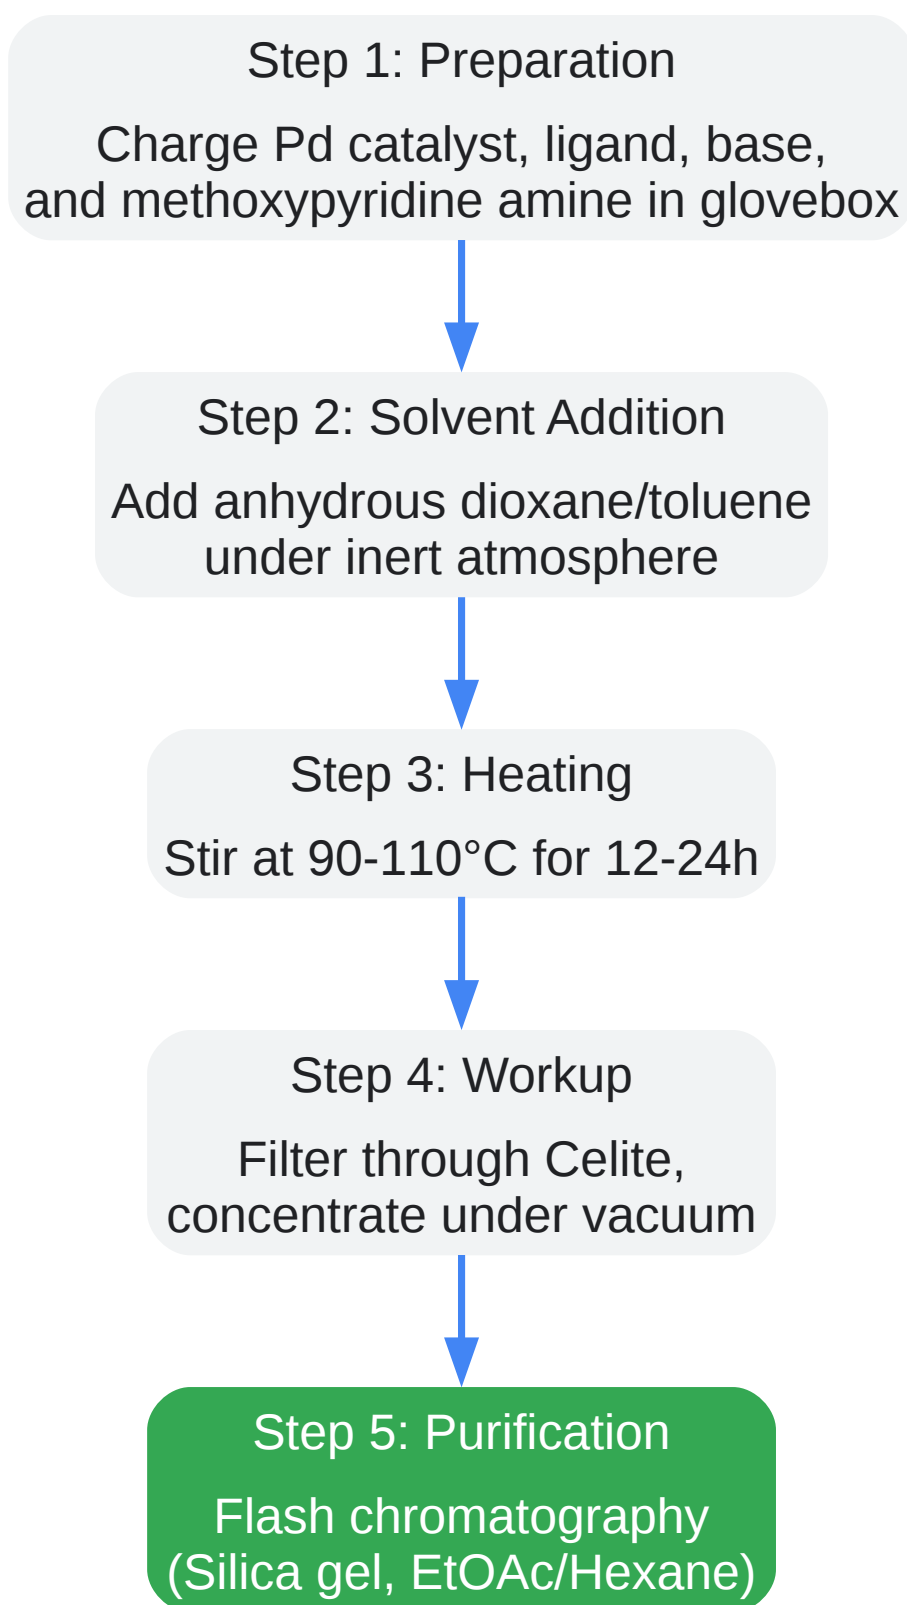 Step 1: Preparation
Charge Pd catalyst, ligand, base,
and methoxypyridine amine in glovebox
Step 2: Solvent Addition
Add anhydrous dioxane/toluene
under inert atmosphere
Step 3: Heating
Stir at 90-110°C for 12-24h
Step 4: Workup
Filter through Celite,
concentrate under vacuum
Step 5: Purification
Flash chromatography
(Silica gel, EtOAc/Hexane)